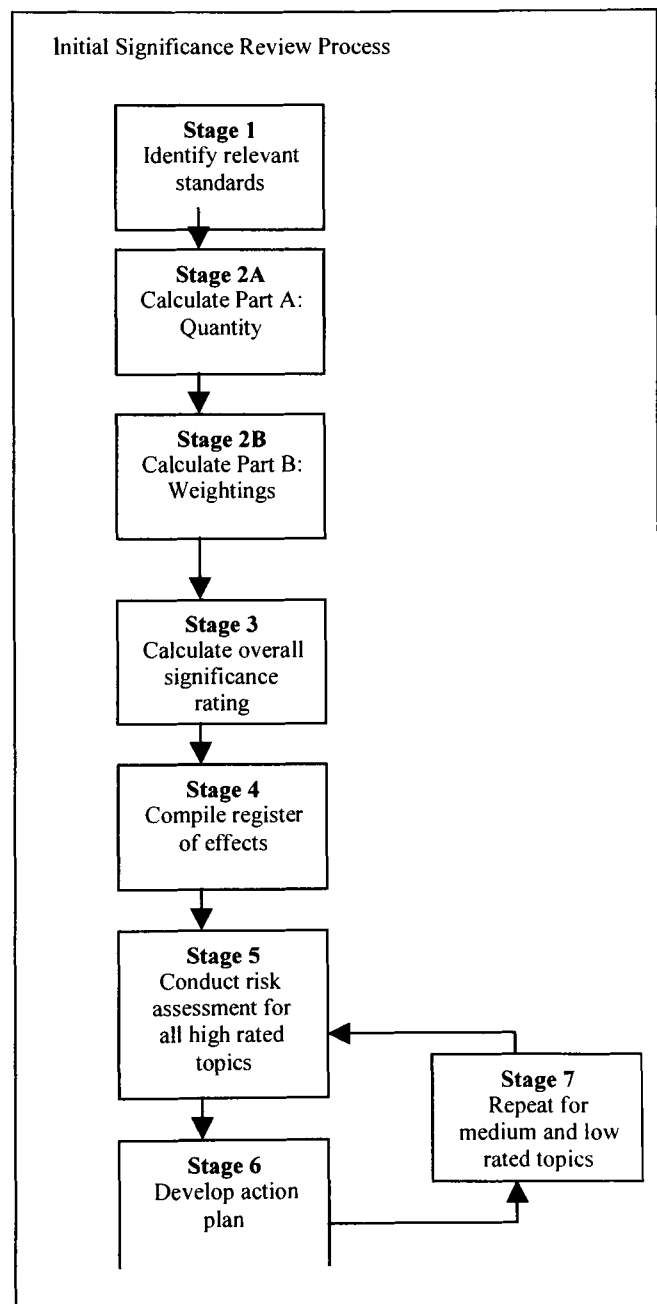 Initial Significance Review Process
Stage 1
Identify relevant
standards
Stage 2A
Calculate Part A:
Quantity
Stage 2B
Calculate Part B:
Weightings
Stage 3
Calculate overall
significance
rating
Stage 4
Compile register
of effects
Stage 5
Conduct risk
assessment for
all high rated
topics
Stage 7
Repeat for
medium and low
rated topics
Stage 6
Develop action
plan